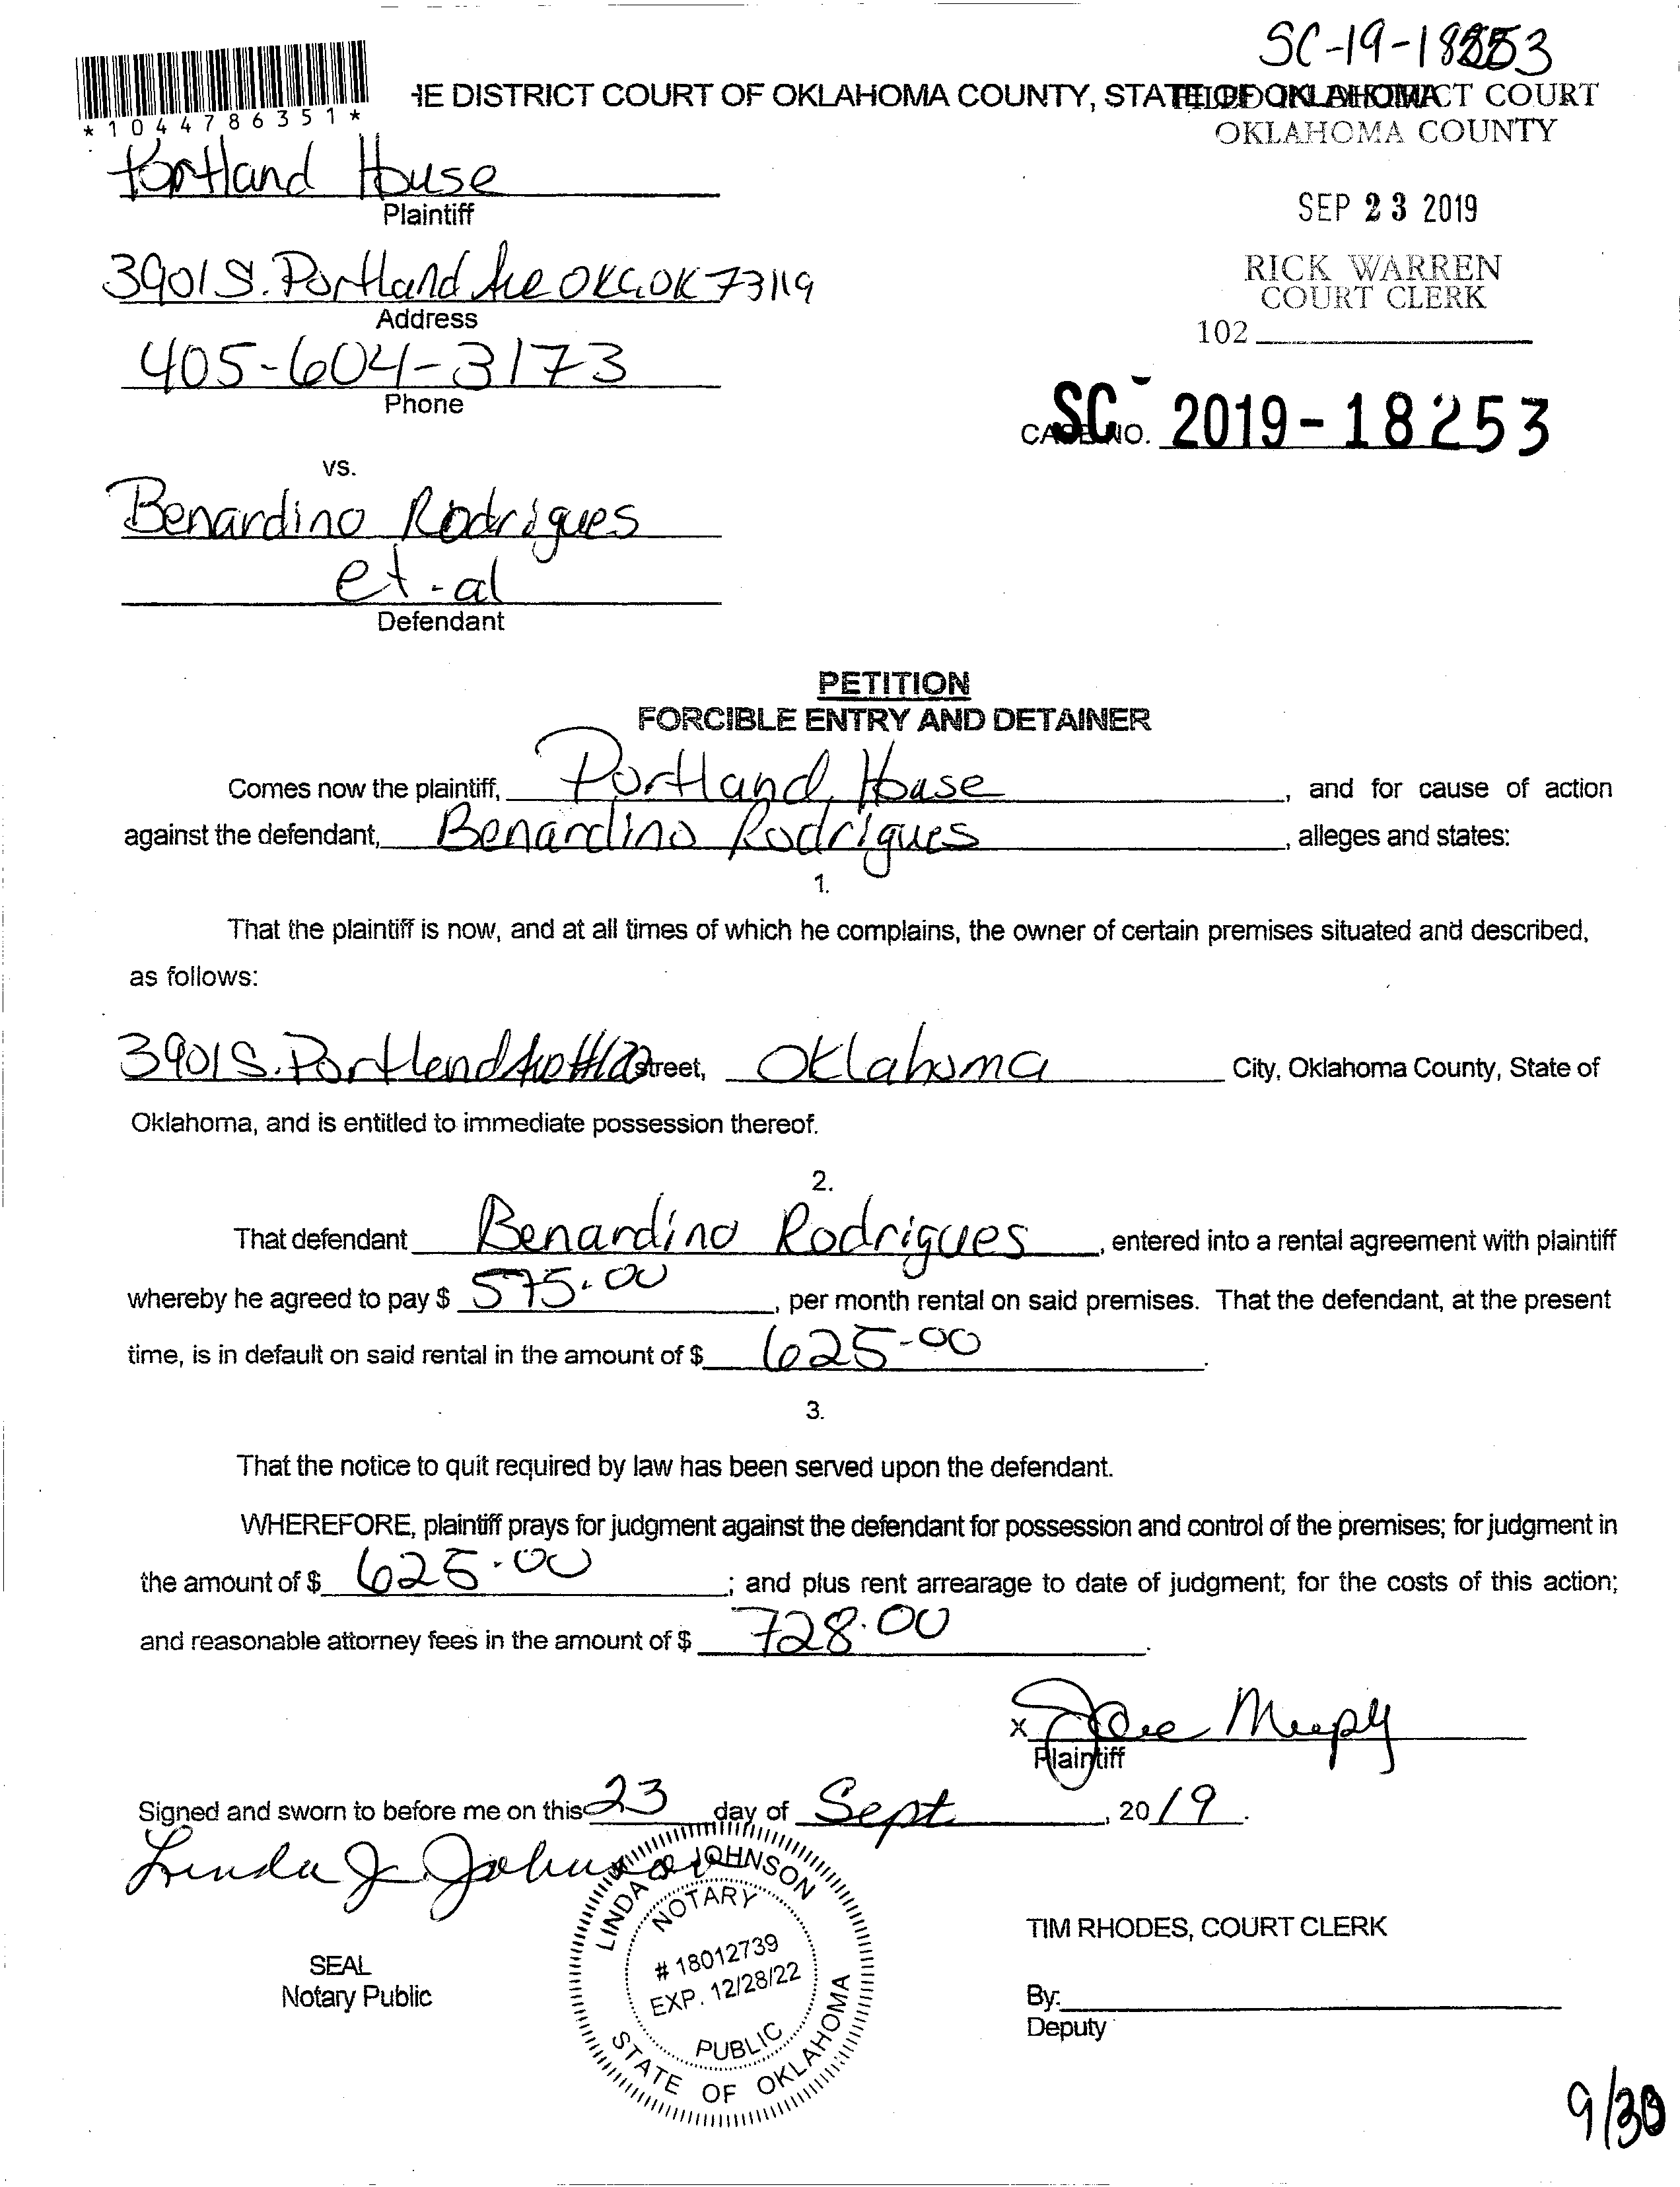 SC-19-18253
*1044786351*
HE DISTRICT COURT OF OKLAHOMA COUNTY, STATE OF OKLAHOMA
FILED IN DISTRICT COURT
OKLAHOMA COUNTY
Portland House
Plaintiff
SEP 23 2019
3901 S. Portland Ave OKC, OK 73119
Address
RICK WARREN
COURT CLERK
102
405-604-3173
Phone
CASE NO. SC- 2019-18253
vs.
Benardino Rodrigues
et-al
Defendant
PETITION
FORCIBLE ENTRY AND DETAINER
Comes now the plaintiff, Portland House, and for cause of action
against the defendant, Benardino Rodrigues, alleges and states:
1.
That the plaintiff is now, and at all times of which he complains, the owner of certain premises situated and described,
as follows:
3901 S. Portland Ave Street, Oklahoma City, Oklahoma County, State of
Oklahoma, and is entitled to immediate possession thereof.
2.
That defendant Benardino Rodrigues, entered into a rental agreement with plaintiff
whereby he agreed to pay $ 575.00, per month rental on said premises. That the defendant, at the present
time, is in default on said rental in the amount of $ 625-00.
3.
That the notice to quit required by law has been served upon the defendant.
WHEREFORE, plaintiff prays for judgment against the defendant for possession and control of the premises; for judgment in
the amount of $ 625.00; and plus rent arrearage to date of judgment; for the costs of this action;
and reasonable attorney fees in the amount of $ 728.00.
x
Plaintiff
Signed and sworn to before me on this 23 day of Sept, 2019.
Linda J. Johnson
LINDA JOHNSON
NOTARY
# 18012739
EXP. 12/28/22
PUBLIC
STATE OF OKLAHOMA
SEAL
Notary Public
TIM RHODES, COURT CLERK
By:
Deputy
9/30